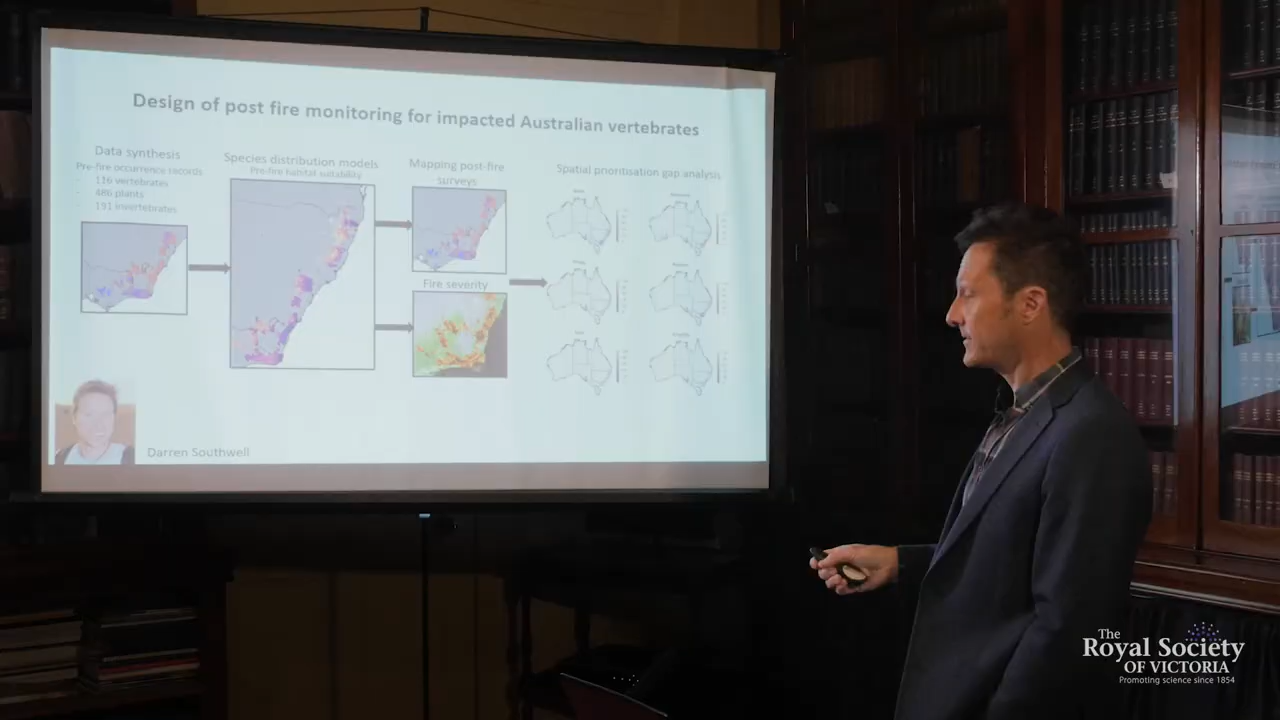 Design of post fire monitoring for impacted Australian vertebrates
Data synthesis
Pre-fire occurrence records
- 116 vertebrates
- 486 plants
- 191 invertebrates
Species distribution models
Pre-fire habitat suitability
Mapping post-fire
surveys
Fire severity
Spatial prioritisation gap analysis
Darren Southwell
The
Royal Society
OF VICTORIA
Promoting science since 1854